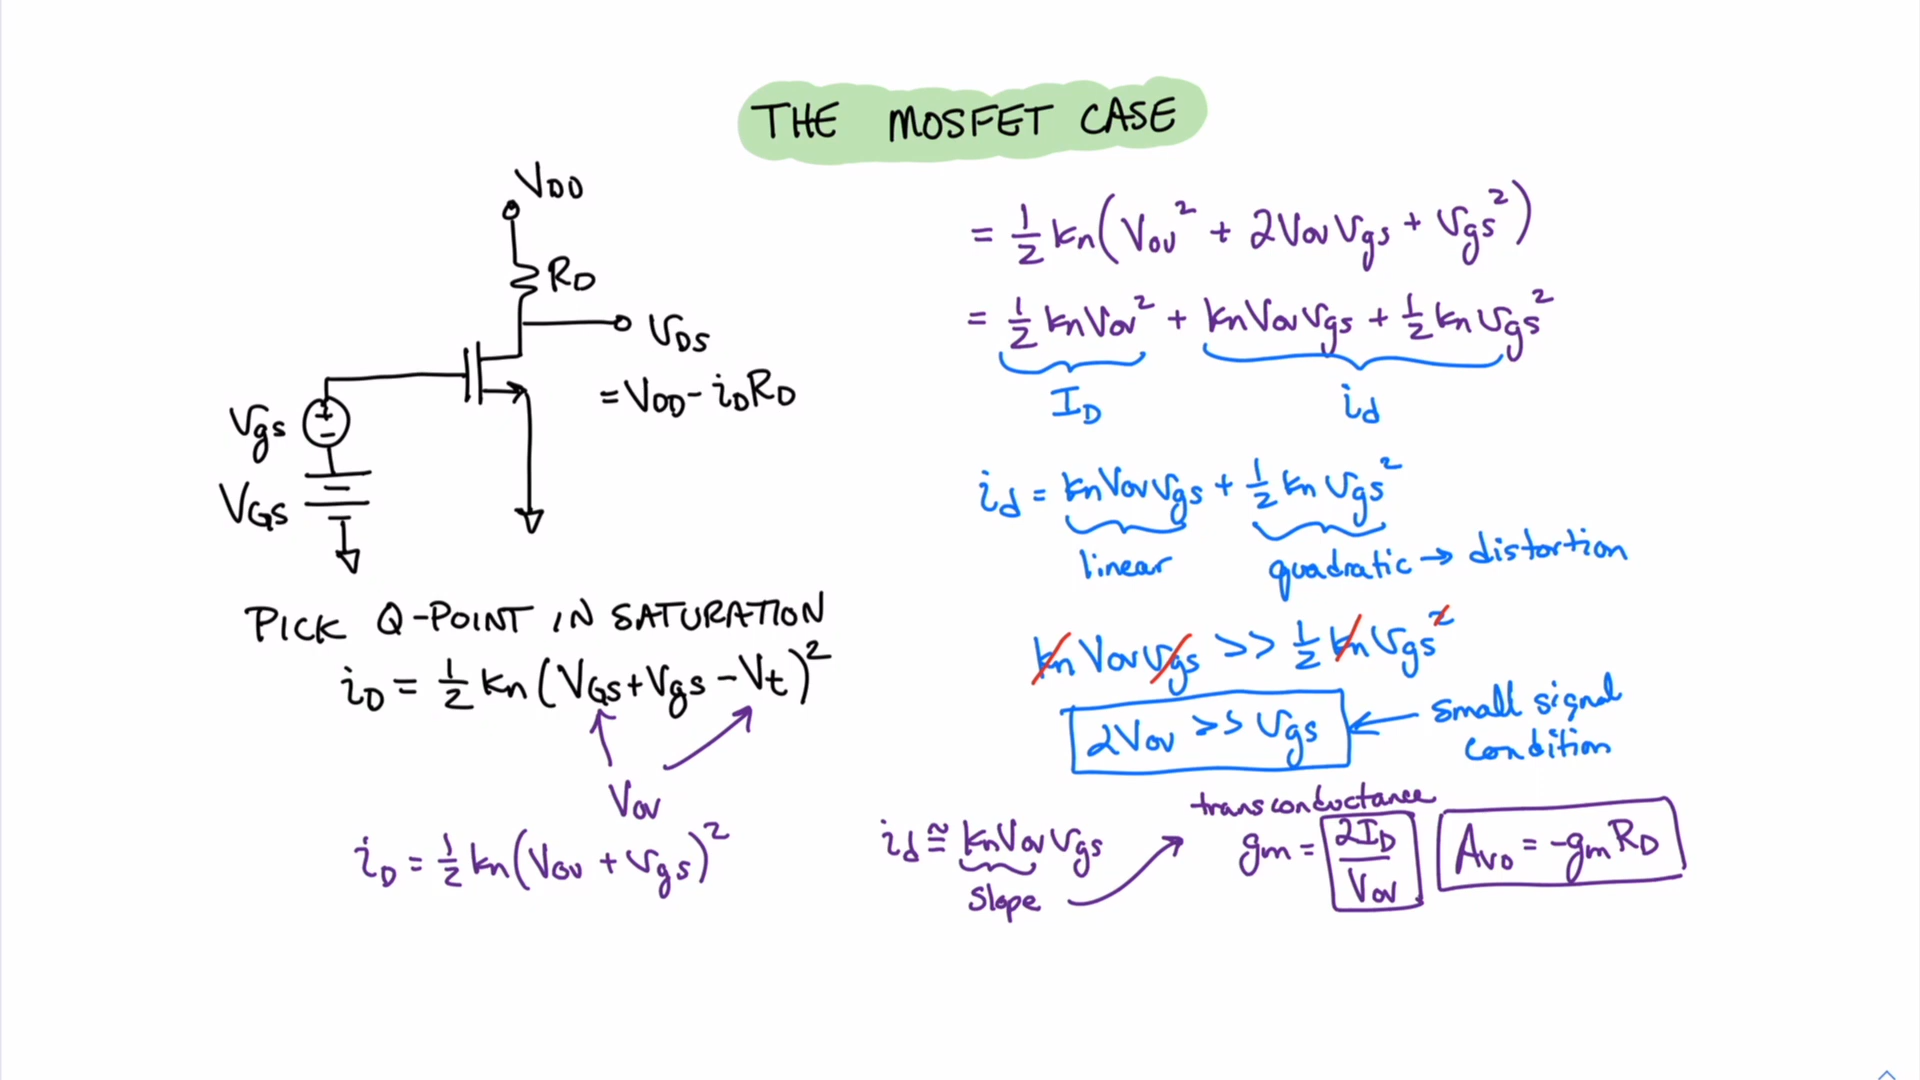 THE MOSFET CASE
VDD
RD
vDS
= VDD - iDRD
vgs
VGS
PICK Q-POINT IN SATURATION
iD = 1/2 kn (VGS + vgs - Vt)²
VOV
iD = 1/2 kn (VOV + vgs)²
= 1/2 kn (VOV² + 2VOV vgs + vgs²)
= 1/2 kn VOV² + kn VOV vgs + 1/2 kn vgs²
ID
id
id = kn VOV vgs + 1/2 kn vgs²
linear
quadratic → distortion
kn VOV vgs >> 1/2 kn vgs²
2VOV >> vgs
small signal
condition
id ≅ kn VOV vgs
slope
transconductance
gm = 2ID/VOV
Avo = -gmRD